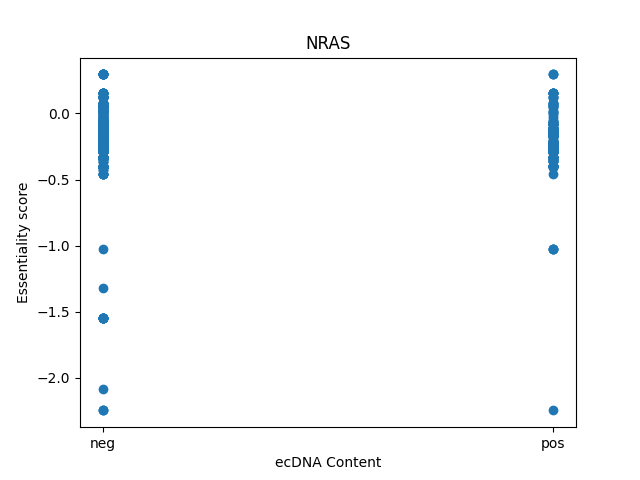 NRAS
Essentiality score
0.0
−0.5
−1.0
−1.5
−2.0
neg
pos
ecDNA Content